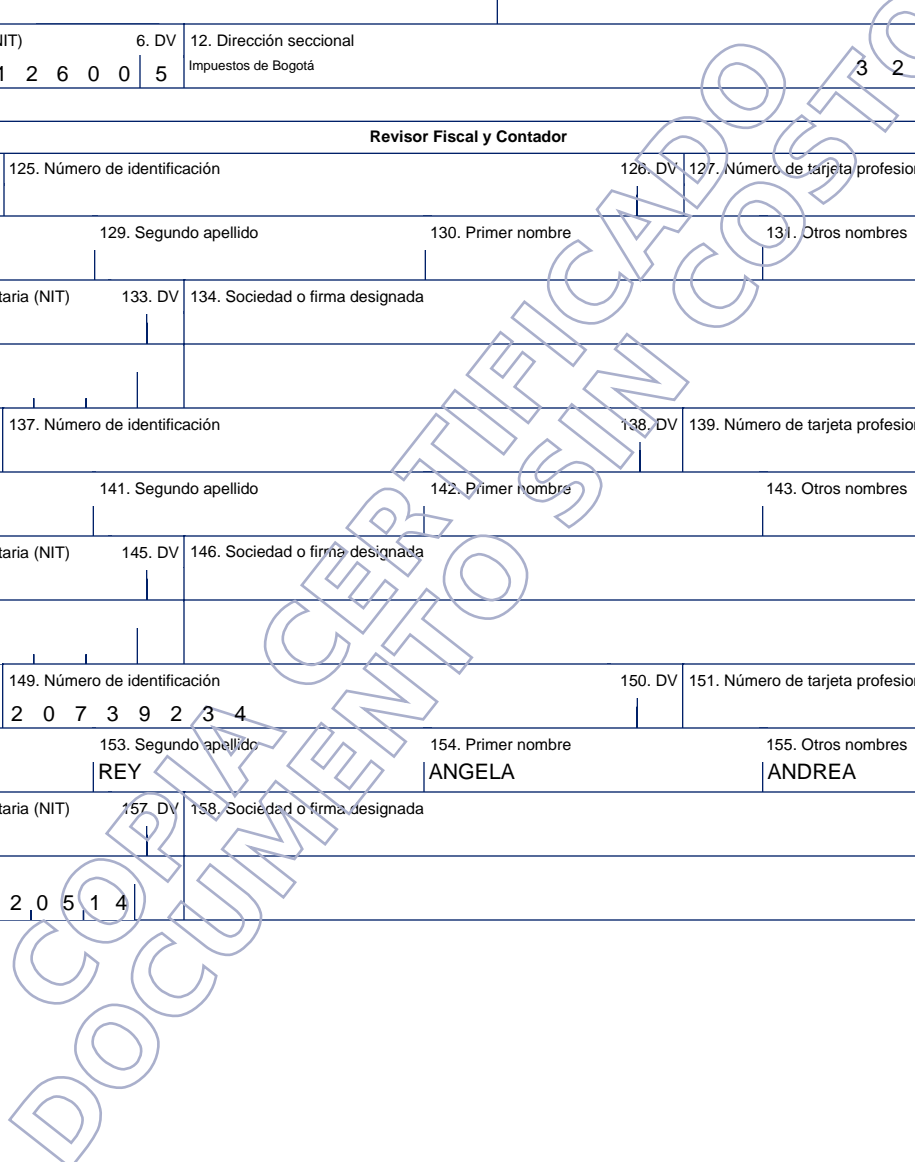 NIT) 6. DV 12. Dirección seccional
1 2 6 0 0 5 Impuestos de Bogotá 3 2
Revisor Fiscal y Contador
125. Número de identificación 126. DV 127. Número de tarjeta profesion
129. Segundo apellido 130. Primer nombre 131. Otros nombres
taria (NIT) 133. DV 134. Sociedad o firma designada
137. Número de identificación 138. DV 139. Número de tarjeta profesion
141. Segundo apellido 142. Primer nombre 143. Otros nombres
taria (NIT) 145. DV 146. Sociedad o firma designada
149. Número de identificación 150. DV 151. Número de tarjeta profesion
2 0 7 3 9 2 3 4
153. Segundo apellido 154. Primer nombre 155. Otros nombres
REY ANGELA ANDREA
taria (NIT) 157. DV 158. Sociedad o firma designada
2 0 5 1 4
COPIA CERTIFICADO
DOCUMENTO SIN COSTO